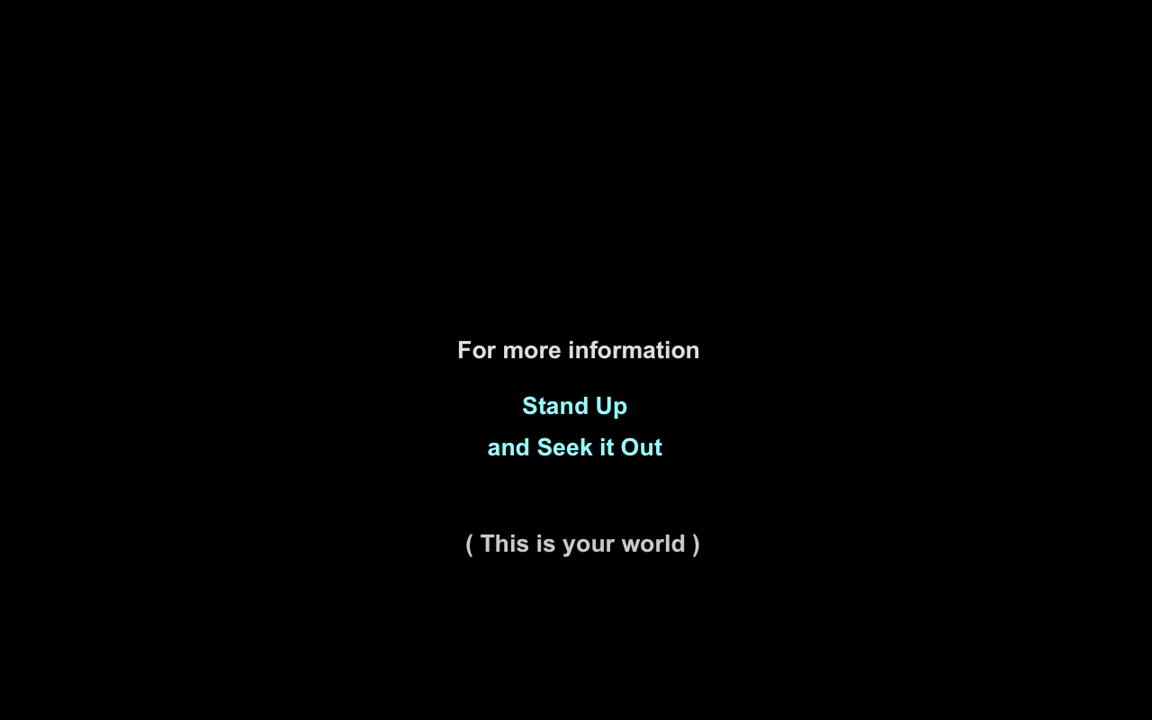 For more information
Stand Up
and Seek it Out
( This is your world )